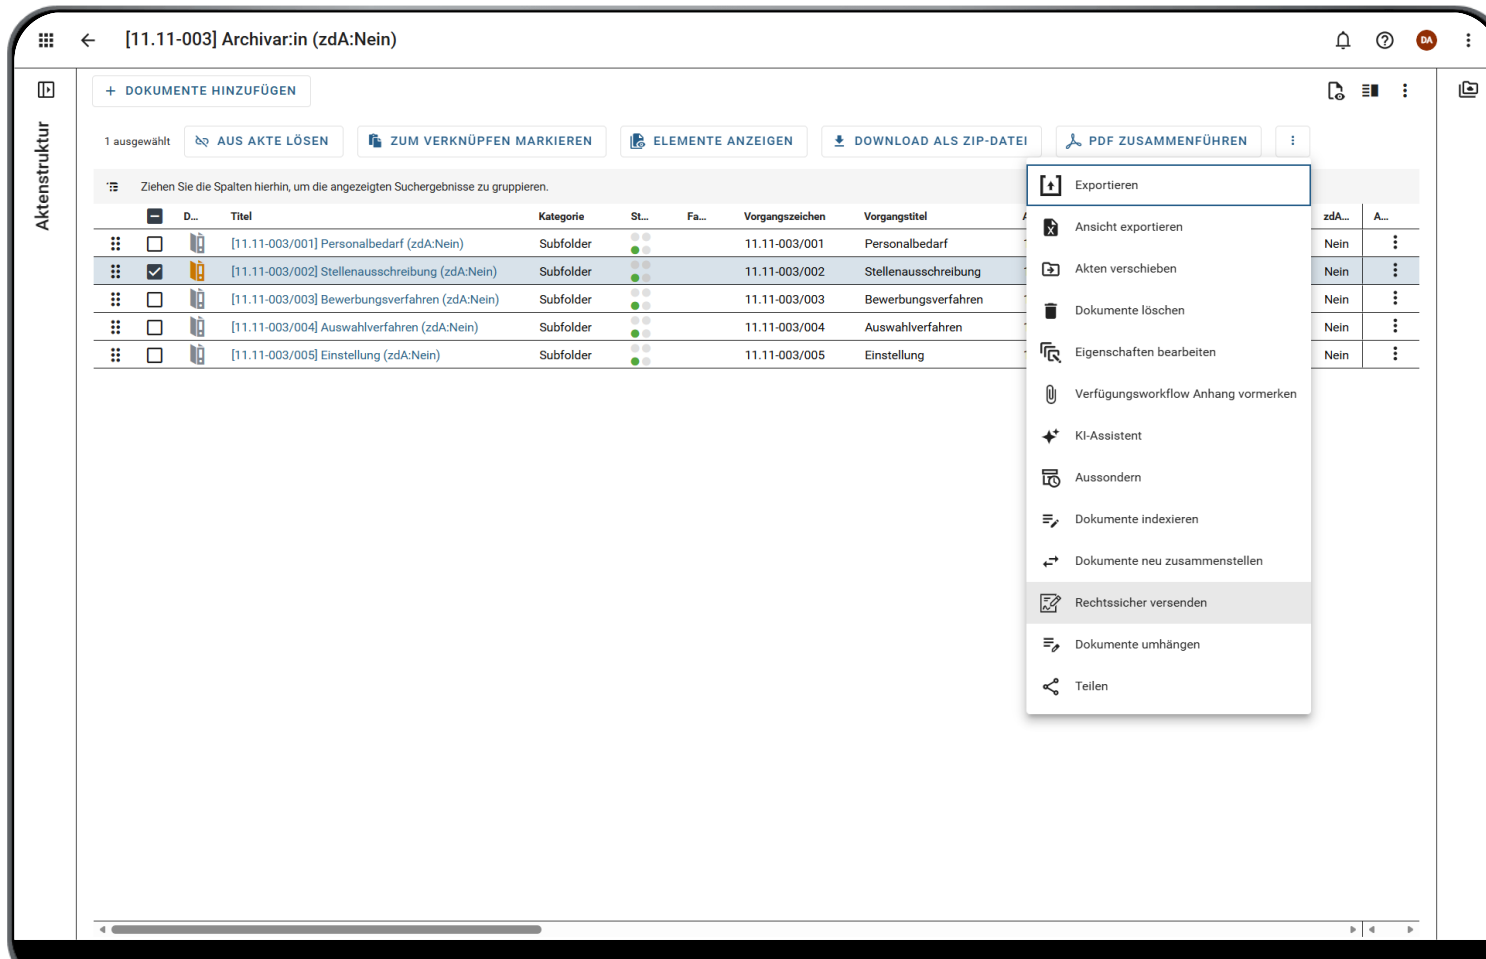 [11.11-003] Archivar:in (zdA:Nein)
DA
Aktenstruktur
+ DOKUMENTE HINZUFÜGEN
1 ausgewählt AUS AKTE LÖSEN ZUM VERKNÜPFEN MARKIEREN ELEMENTE ANZEIGEN DOWNLOAD ALS ZIP-DATEI PDF ZUSAMMENFÜHREN
Ziehen Sie die Spalten hierhin, um die angezeigten Suchergebnisse zu gruppieren.
D... Titel Kategorie St... Fa... Vorgangszeichen Vorgangstitel zdA... A...
[11.11-003/001] Personalbedarf (zdA:Nein) Subfolder 11.11-003/001 Personalbedarf Nein
[11.11-003/002] Stellenausschreibung (zdA:Nein) Subfolder 11.11-003/002 Stellenausschreibung Nein
[11.11-003/003] Bewerbungsverfahren (zdA:Nein) Subfolder 11.11-003/003 Bewerbungsverfahren Nein
[11.11-003/004] Auswahlverfahren (zdA:Nein) Subfolder 11.11-003/004 Auswahlverfahren Nein
[11.11-003/005] Einstellung (zdA:Nein) Subfolder 11.11-003/005 Einstellung Nein
Exportieren
Ansicht exportieren
Akten verschieben
Dokumente löschen
Eigenschaften bearbeiten
Verfügungsworkflow Anhang vormerken
KI-Assistent
Aussondern
Dokumente indexieren
Dokumente neu zusammenstellen
Rechtssicher versenden
Dokumente umhängen
Teilen